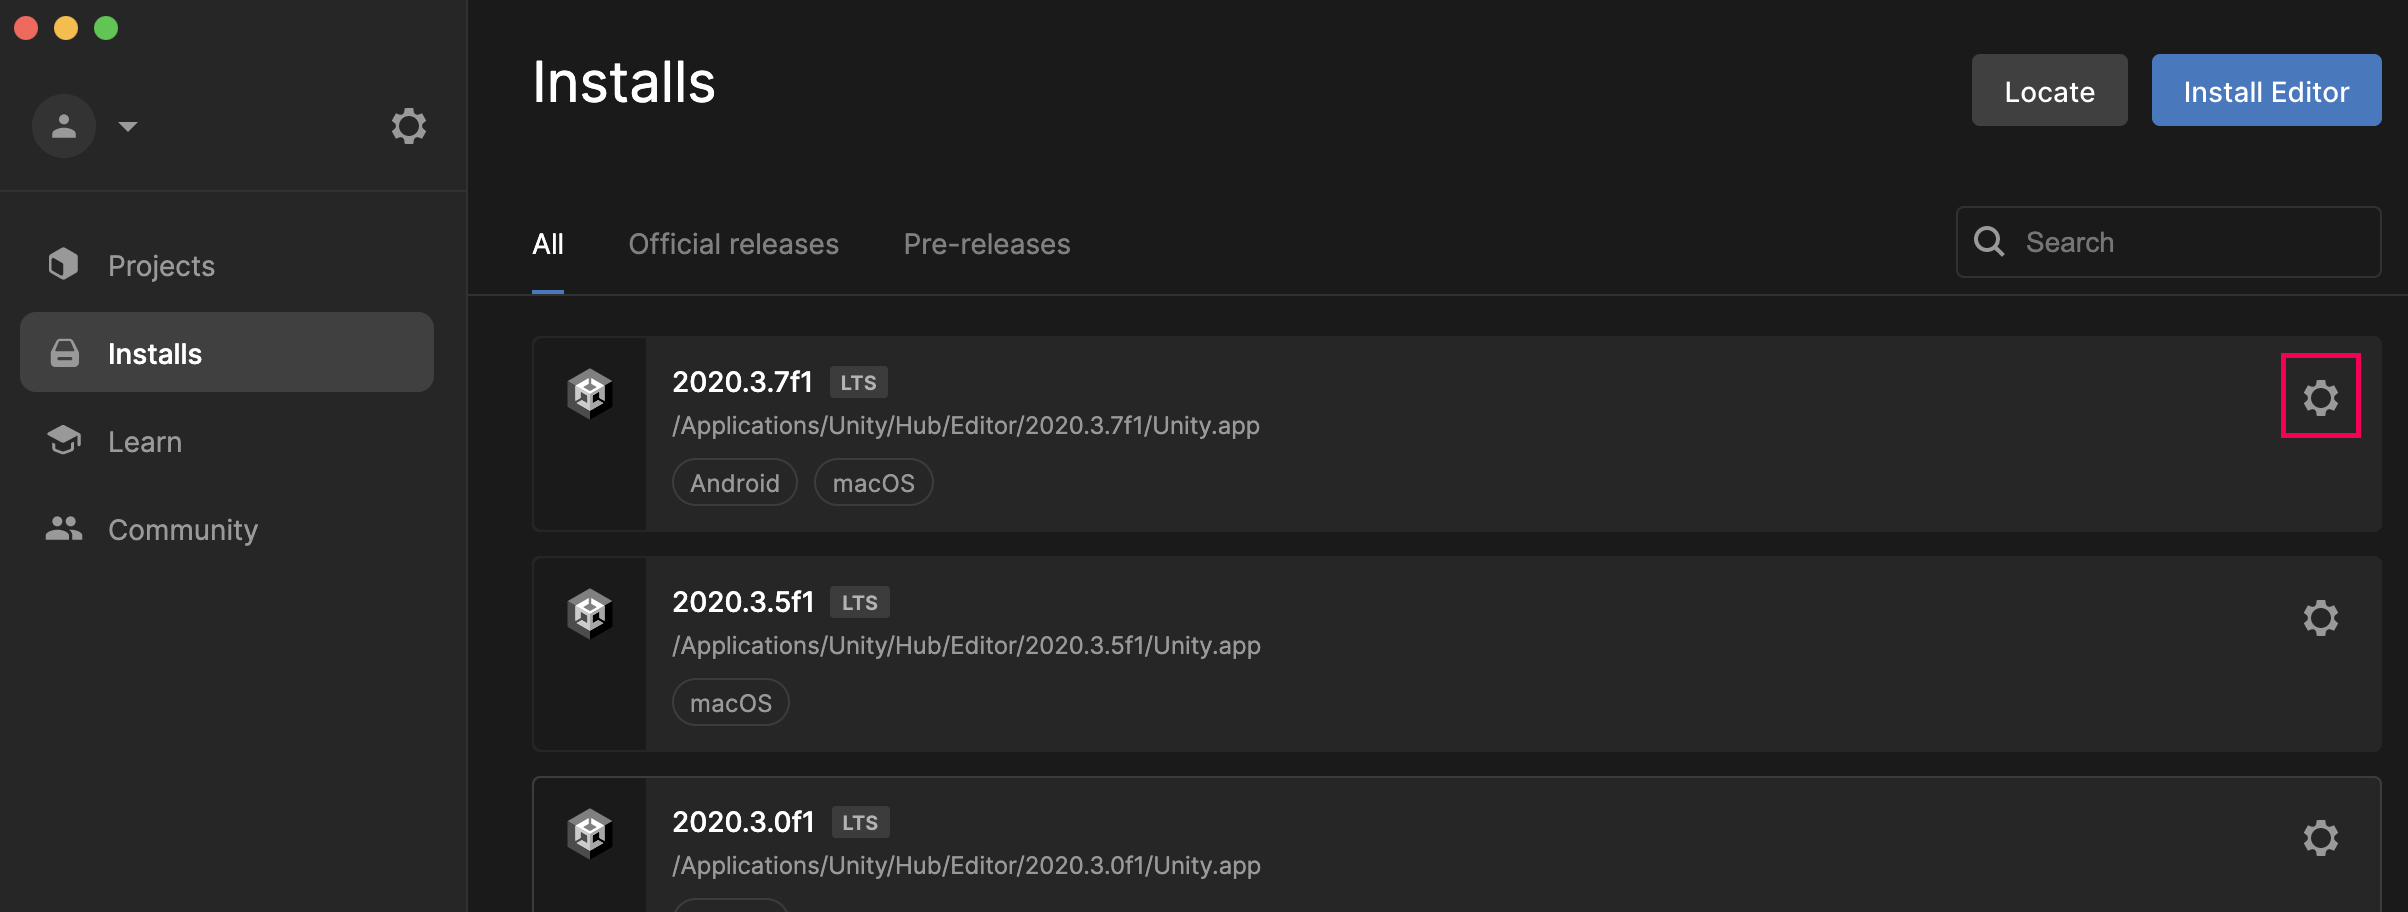 Projects
Installs
Learn
Community
Installs
Locate
Install Editor
All
Official releases
Pre-releases
Search
2020.3.7f1 LTS
/Applications/Unity/Hub/Editor/2020.3.7f1/Unity.app
Android
macOS
2020.3.5f1 LTS
/Applications/Unity/Hub/Editor/2020.3.5f1/Unity.app
macOS
2020.3.0f1 LTS
/Applications/Unity/Hub/Editor/2020.3.0f1/Unity.app